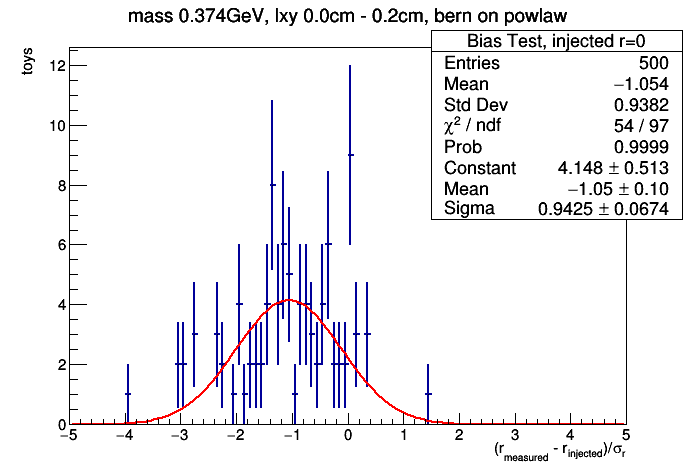 mass 0.374GeV, lxy 0.0cm - 0.2cm, bern on powlaw
Bias Test, injected r=0
Entries 500
Mean −1.054
Std Dev 0.9382
χ² / ndf 54 / 97
Prob 0.9999
Constant 4.148 ± 0.513
Mean −1.05 ± 0.10
Sigma 0.9425 ± 0.0674
toys
12
10
8
6
4
2
0
−5 −4 −3 −2 −1 0 1 2 3 4 5
(r_measured - r_injected)/σ_r